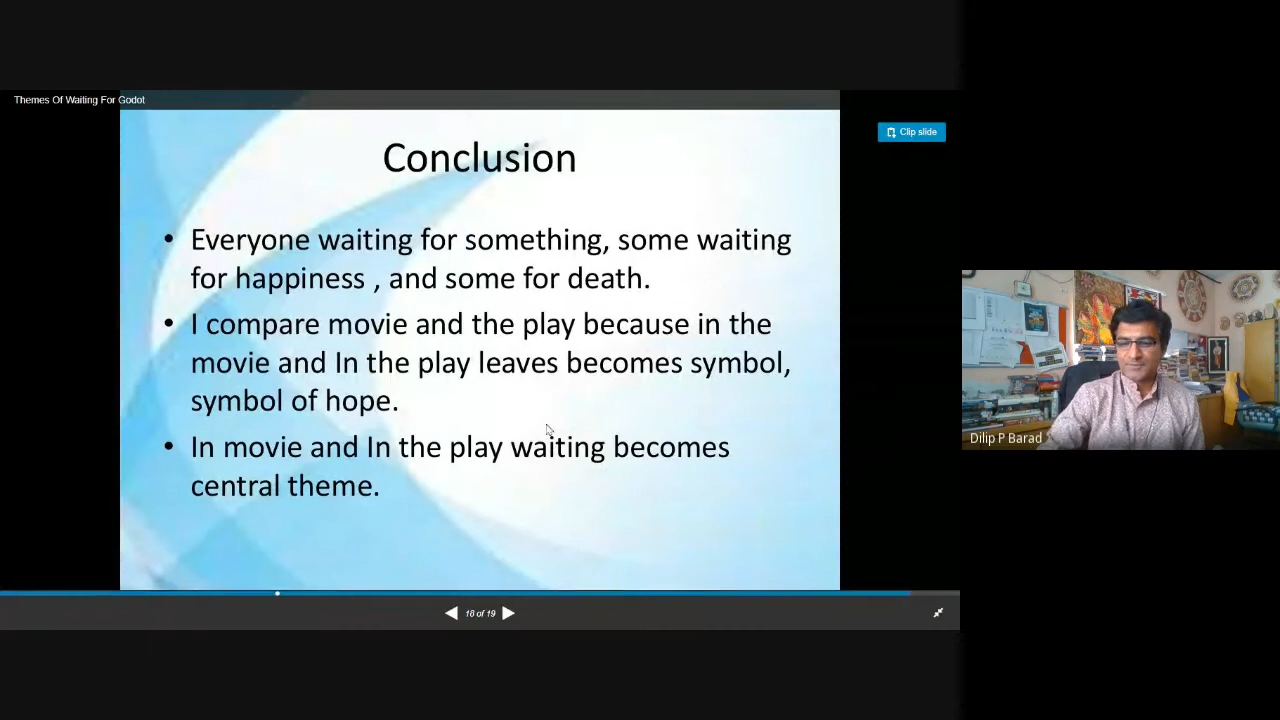 Themes Of Waiting For Godot
Clip slide
Conclusion
• Everyone waiting for something, some waiting
for happiness , and some for death.
• I compare movie and the play because in the
movie and In the play leaves becomes symbol,
symbol of hope.
• In movie and In the play waiting becomes
central theme.
Dilip P Barad
18 of 19